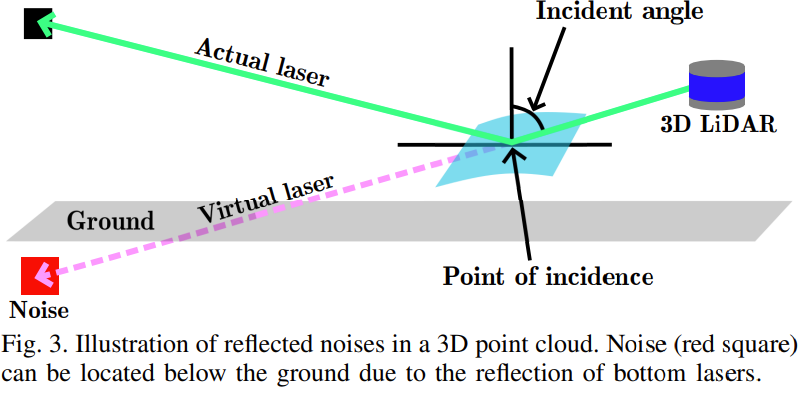 Incident angle
Actual laser
3D LiDAR
Virtual laser
Ground
Point of incidence
Noise
Fig. 3. Illustration of reflected noises in a 3D point cloud. Noise (red square)
can be located below the ground due to the reflection of bottom lasers.